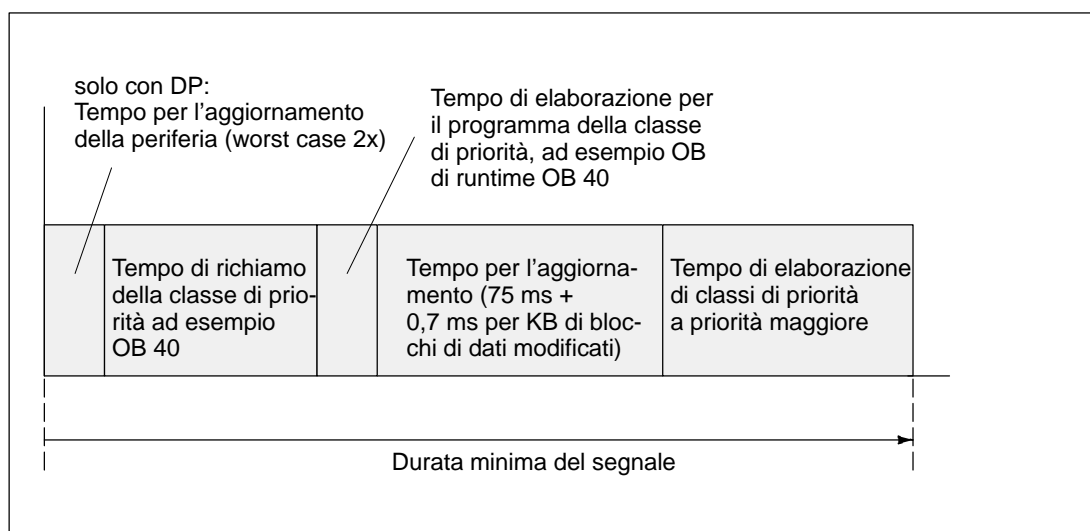 solo con DP:
Tempo per l'aggiornamento
della periferia (worst case 2x)
Tempo di elaborazione per
il programma della classe
di priorità, ad esempio OB
di runtime OB 40
Tempo di richiamo
della classe di prio-
rità ad esempio
OB 40
Tempo per l'aggiorna-
mento (75 ms +
0,7 ms per KB di bloc-
chi di dati modificati)
Tempo di elaborazione
di classi di priorità
a priorità maggiore
Durata minima del segnale